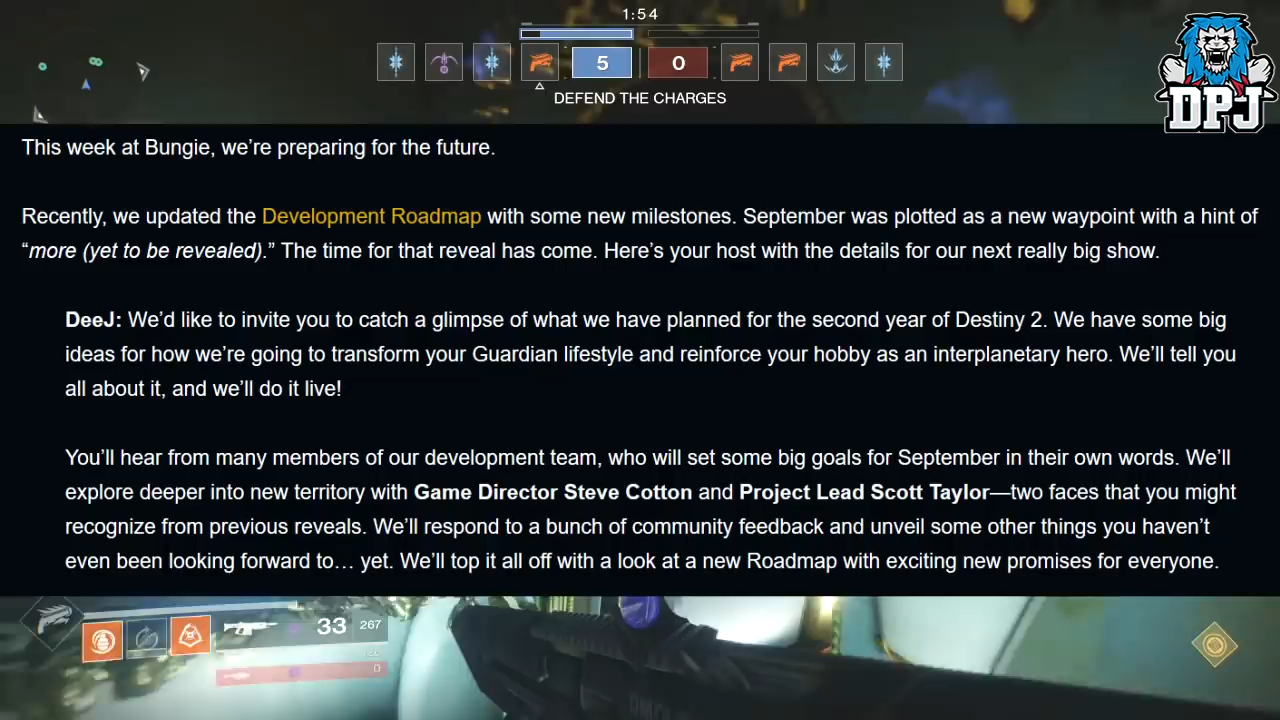 1:54
5
0
DEFEND THE CHARGES
DPJ
This week at Bungie, we’re preparing for the future.
Recently, we updated the Development Roadmap with some new milestones. September was plotted as a new waypoint with a hint of
“more (yet to be revealed).” The time for that reveal has come. Here’s your host with the details for our next really big show.
DeeJ: We’d like to invite you to catch a glimpse of what we have planned for the second year of Destiny 2. We have some big
ideas for how we’re going to transform your Guardian lifestyle and reinforce your hobby as an interplanetary hero. We’ll tell you
all about it, and we’ll do it live!
You’ll hear from many members of our development team, who will set some big goals for September in their own words. We’ll
explore deeper into new territory with Game Director Steve Cotton and Project Lead Scott Taylor—two faces that you might
recognize from previous reveals. We’ll respond to a bunch of community feedback and unveil some other things you haven’t
even been looking forward to… yet. We’ll top it all off with a look at a new Roadmap with exciting new promises for everyone.
33 267
0